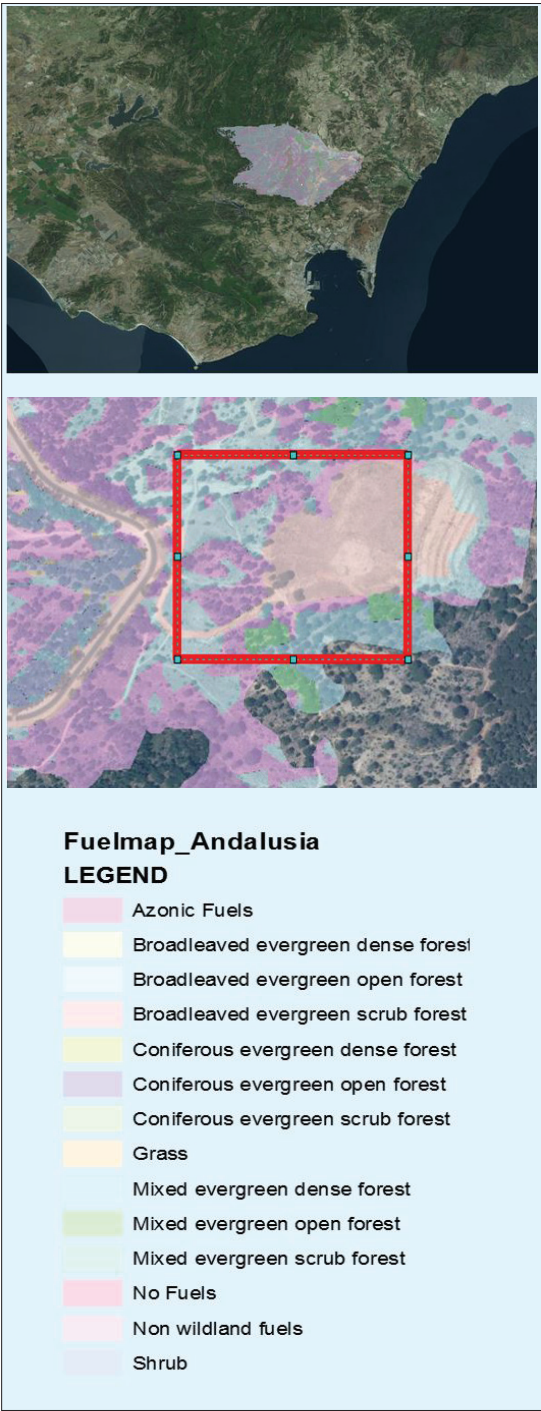 Fuelmap_Andalusia
LEGEND
Azonic Fuels
Broadleaved evergreen dense forest
Broadleaved evergreen open forest
Broadleaved evergreen scrub forest
Coniferous evergreen dense forest
Coniferous evergreen open forest
Coniferous evergreen scrub forest
Grass
Mixed evergreen dense forest
Mixed evergreen open forest
Mixed evergreen scrub forest
No Fuels
Non wildland fuels
Shrub